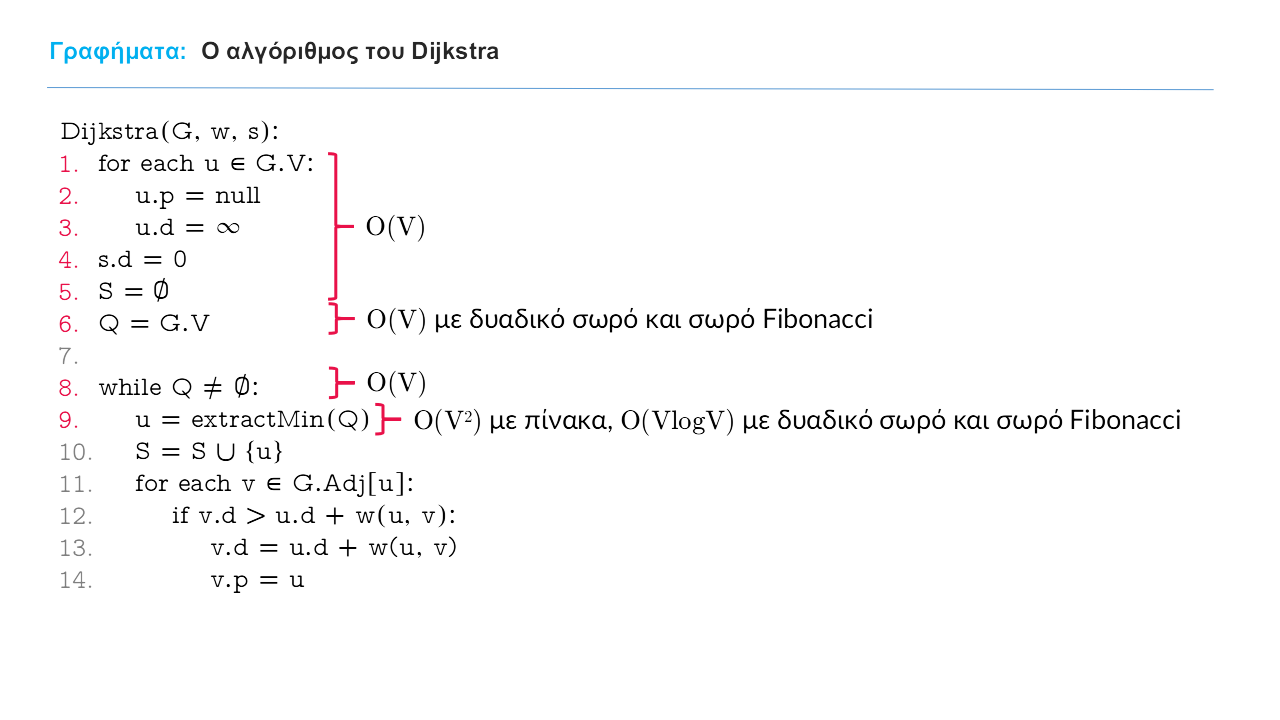 Γραφήματα: Ο αλγόριθμος του Dijkstra
Dijkstra(G, w, s):
1. for each u ∈ G.V:
2. u.p = null
3. u.d = ∞
O(V)
4. s.d = 0
5. S = ∅
6. Q = G.V
O(V) με δυαδικό σωρό και σωρό Fibonacci
7.
8. while Q ≠ ∅:
O(V)
9. u = extractMin(Q)
O(V²) με πίνακα, O(VlogV) με δυαδικό σωρό και σωρό Fibonacci
10. S = S ∪ {u}
11. for each v ∈ G.Adj[u]:
12. if v.d > u.d + w(u, v):
13. v.d = u.d + w(u, v)
14. v.p = u